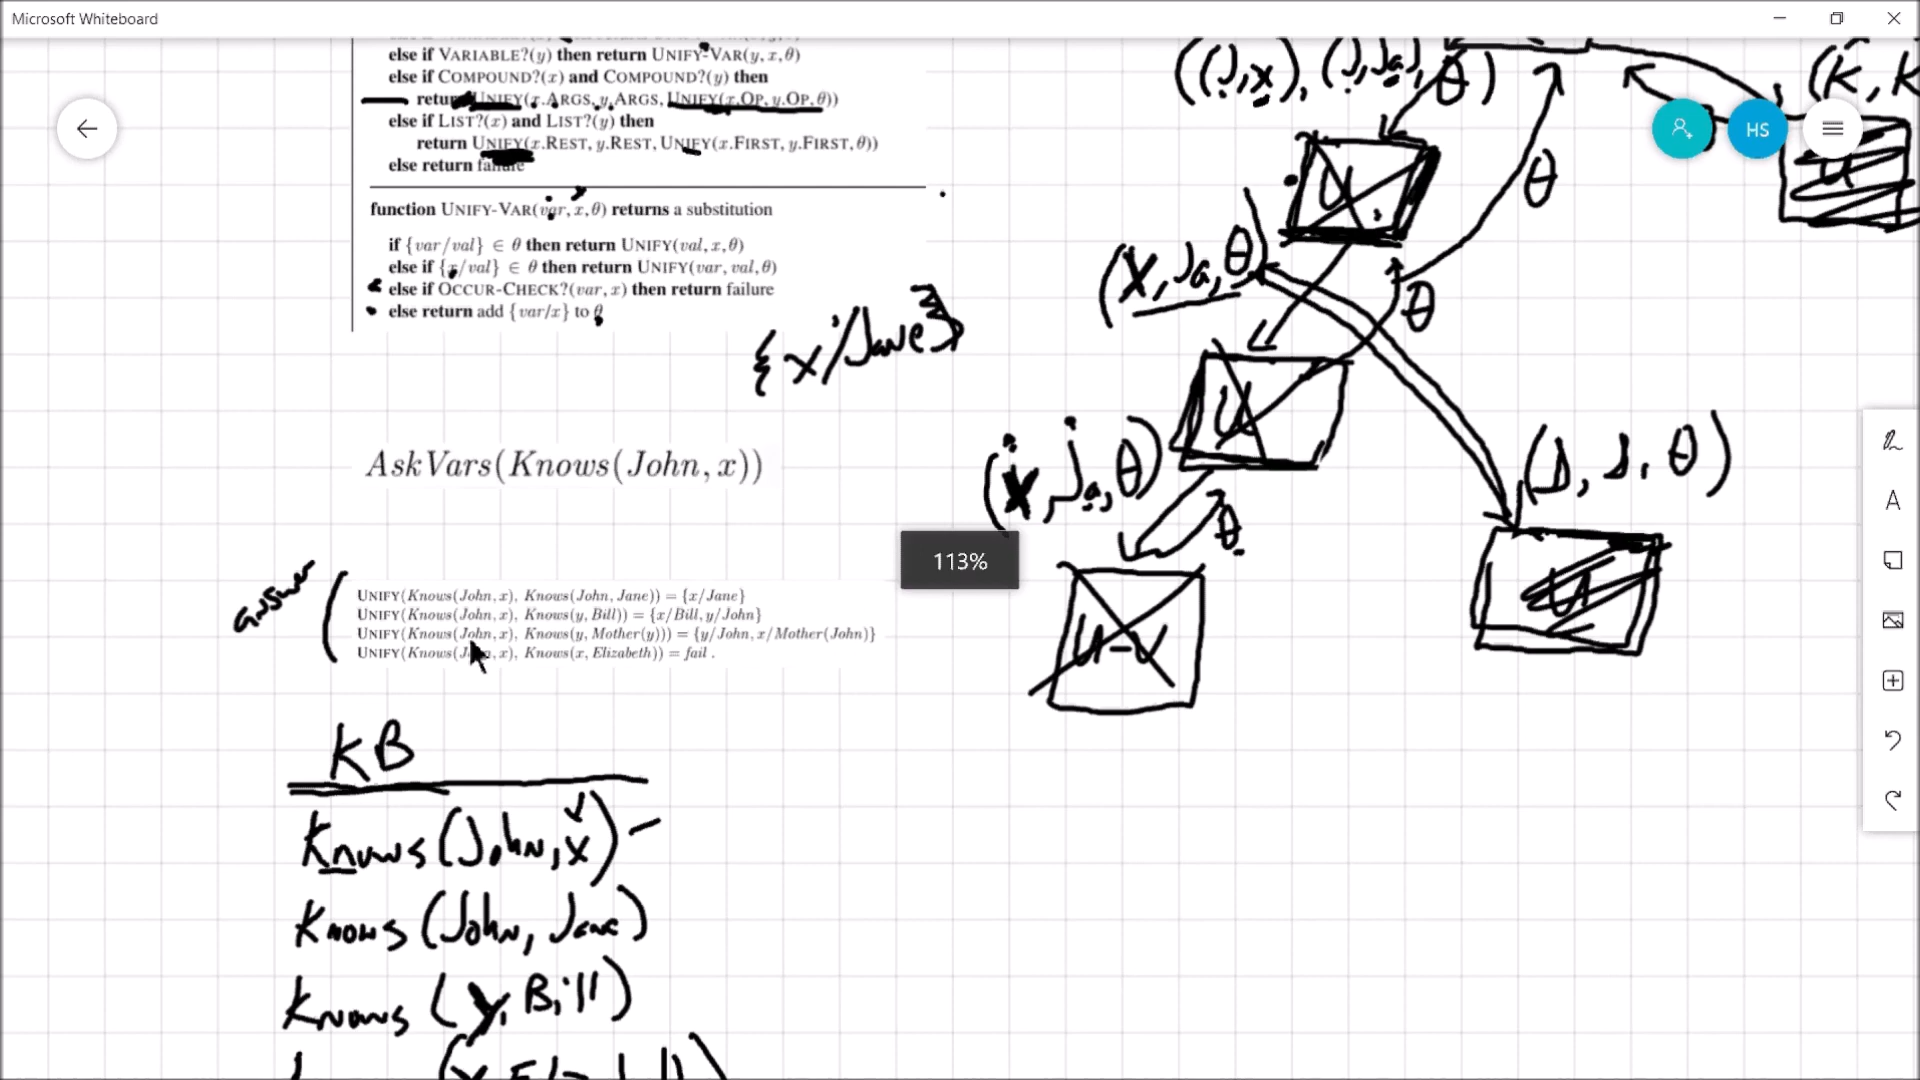 Microsoft Whiteboard
else if VARIABLE?(y) then return UNIFY-VAR(y, x, θ)
else if COMPOUND?(x) and COMPOUND?(y) then
return UNIFY(x.ARGS, y.ARGS, UNIFY(x.OP, y.OP, θ))
else if LIST?(x) and LIST?(y) then
return UNIFY(x.REST, y.REST, UNIFY(x.FIRST, y.FIRST, θ))
else return failure
function UNIFY-VAR(var, x, θ) returns a substitution
if {var/val} ∈ θ then return UNIFY(val, x, θ)
else if {x/val} ∈ θ then return UNIFY(var, val, θ)
else if OCCUR-CHECK?(var, x) then return failure
else return add {var/x} to θ
{x/Jane}
AskVars(Knows(John, x))
answer
UNIFY(Knows(John, x), Knows(John, Jane)) = {x/Jane}
UNIFY(Knows(John, x), Knows(y, Bill)) = {x/Bill, y/John}
UNIFY(Knows(John, x), Knows(y, Mother(y))) = {y/John, x/Mother(John)}
UNIFY(Knows(John, x), Knows(x, Elizabeth)) = fail .
KB
Knows (John, x)
Knows (John, Jane)
Knows (y, Bill)
((J,x), (J,Ja), θ)
(K, K
HS
U
θ
(x, Ja, θ)
θ
U
(x, Ja, θ)
θ
U-V
(J, J, θ)
U
113%
A